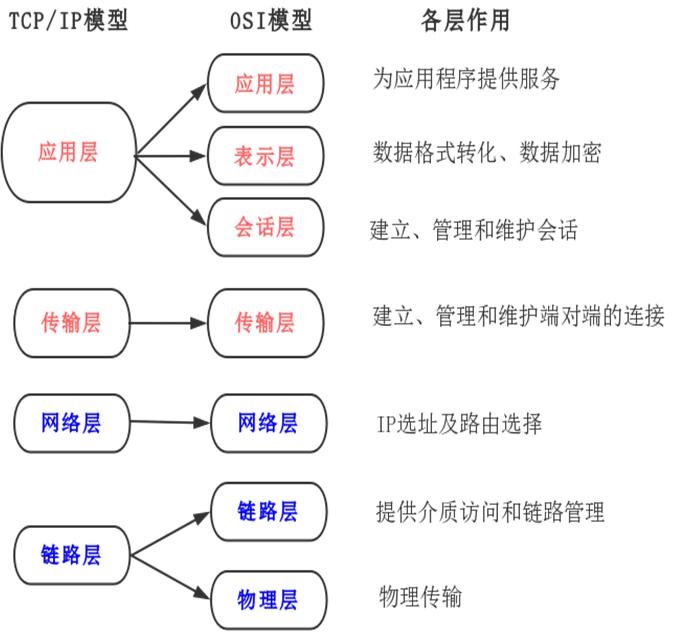 TCP/IP模型 OSI模型 各层作用
应用层 为应用程序提供服务
应用层 表示层 数据格式转化、数据加密
会话层 建立、管理和维护会话
传输层 传输层 建立、管理和维护端对端的连接
网络层 网络层 IP选址及路由选择
链路层 提供介质访问和链路管理
链路层
物理层 物理传输